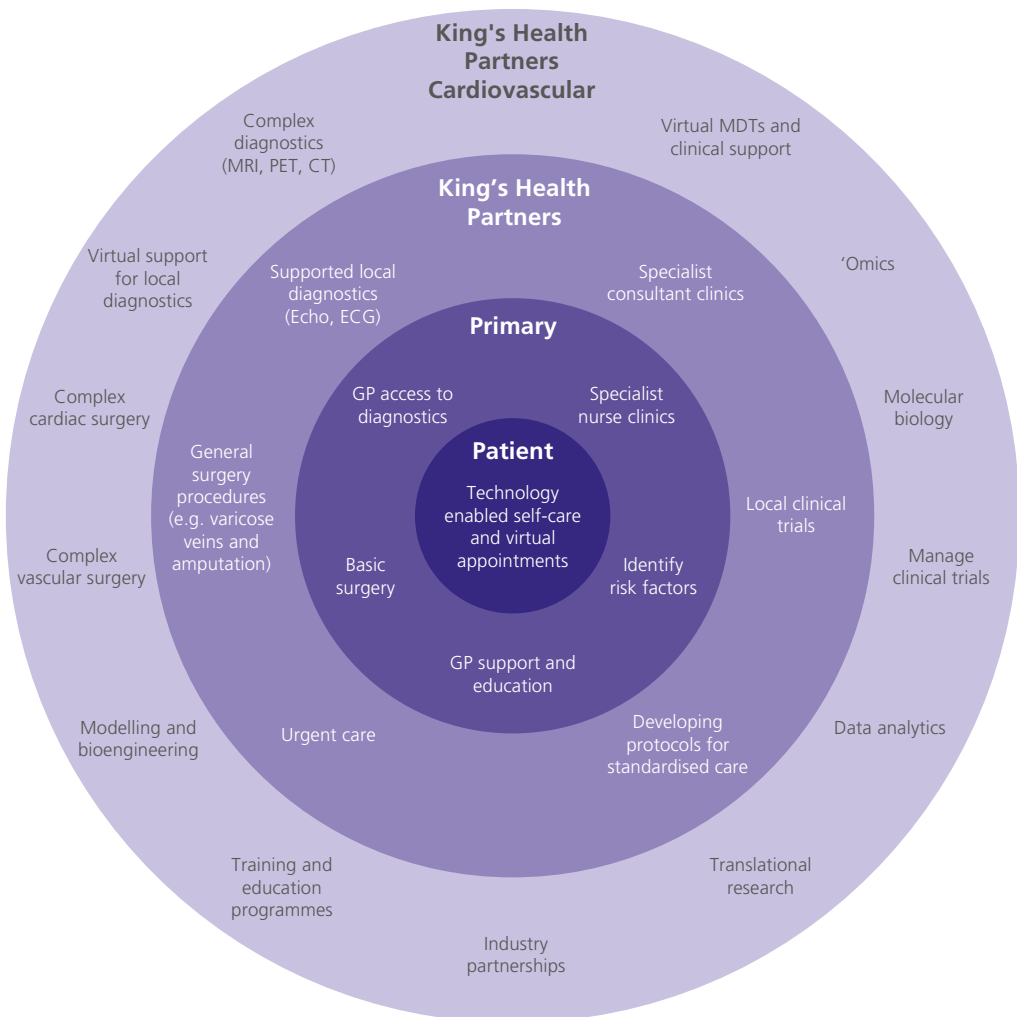 King's Health
Partners
Cardiovascular
Complex
diagnostics
(MRI, PET, CT)
Virtual MDTs and
clinical support
Virtual support
for local
diagnostics
‘Omics
Complex
cardiac surgery
Molecular
biology
Complex
vascular surgery
Manage
clinical trials
Modelling and
bioengineering
Data analytics
Training and
education
programmes
Translational
research
Industry
partnerships
King’s Health
Partners
Supported local
diagnostics
(Echo, ECG)
Specialist
consultant clinics
General
surgery
procedures
(e.g. varicose
veins and
amputation)
Local clinical
trials
Urgent care
Developing
protocols for
standardised care
Primary
GP access to
diagnostics
Specialist
nurse clinics
Basic
surgery
Identify
risk factors
GP support and
education
Patient
Technology
enabled self-care
and virtual
appointments